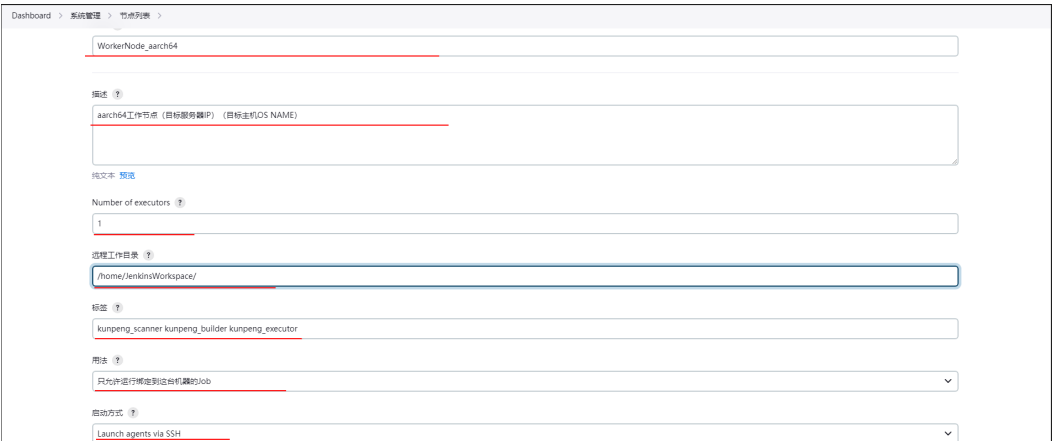 Dashboard > 系统管理 > 节点列表 >
WorkerNode_aarch64
描述 ?
aarch64工作节点（目标服务器IP）（目标主机OS NAME）
纯文本 预览
Number of executors ?
1
远程工作目录 ?
/home/JenkinsWorkspace/
标签 ?
kunpeng_scanner kunpeng_builder kunpeng_executor
用法 ?
只允许运行绑定到这台机器的Job
启动方式 ?
Launch agents via SSH